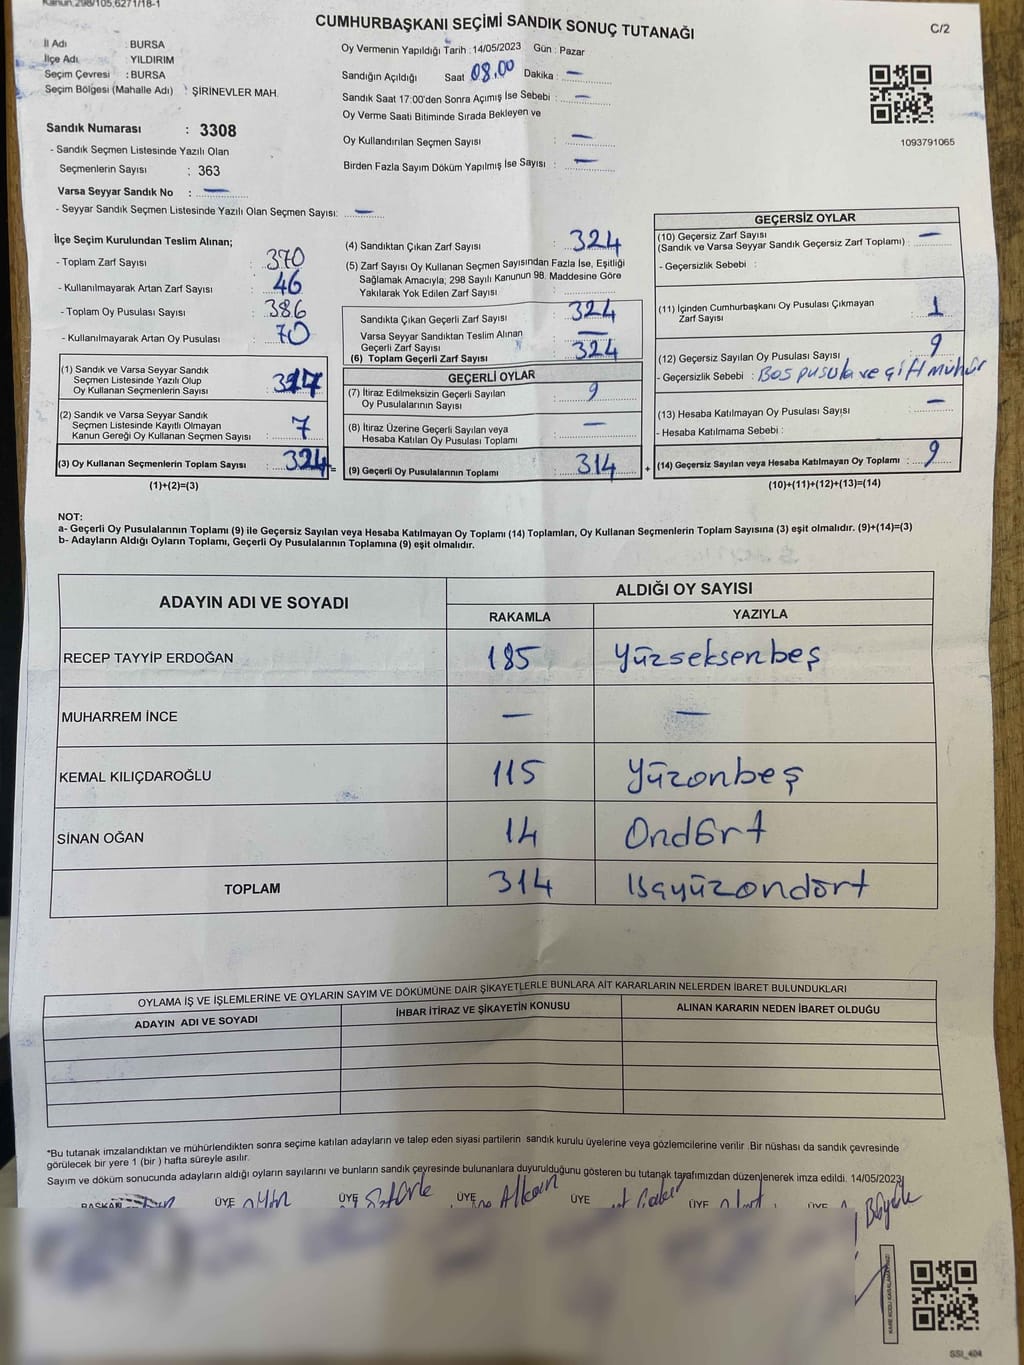 Kanun,298/105,6271/18-1
CUMHURBAŞKANI SEÇİMİ SANDIK SONUÇ TUTANAĞI
C/2
İl Adı : BURSA
İlçe Adı : YILDIRIM
Seçim Çevresi : BURSA
Seçim Bölgesi (Mahalle Adı) : ŞİRİNEVLER MAH.
Oy Vermenin Yapıldığı Tarih : 14/05/2023 Gün : Pazar
Sandığın Açıldığı Saat 08.00 Dakika : —
Sandık Saat 17:00'den Sonra Açımış İse Sebebi : —
Oy Verme Saati Bitiminde Sırada Bekleyen ve
Oy Kullandırılan Seçmen Sayısı : —
Birden Fazla Sayım Döküm Yapılmış İse Sayısı : —
1093791065
Sandık Numarası : 3308
- Sandık Seçmen Listesinde Yazılı Olan
Seçmenlerin Sayısı : 363
Varsa Seyyar Sandık No : —
- Seyyar Sandık Seçmen Listesinde Yazılı Olan Seçmen Sayısı: —
İlçe Seçim Kurulundan Teslim Alınan;
- Toplam Zarf Sayısı : 370
- Kullanılmayarak Artan Zarf Sayısı : 46
- Toplam Oy Pusulası Sayısı : 386
- Kullanılmayarak Artan Oy Pusulası : 70
(1) Sandık ve Varsa Seyyar Sandık
Seçmen Listesinde Yazılı Olup
Oy Kullanan Seçmenlerin Sayısı : 317
(2) Sandık ve Varsa Seyyar Sandık
Seçmen Listesinde Kayıtlı Olmayan
Kanun Gereği Oy Kullanan Seçmen Sayısı : 7
(3) Oy Kullanan Seçmenlerin Toplam Sayısı : 324 =
(1)+(2)=(3)
(4) Sandıktan Çıkan Zarf Sayısı : 324
(5) Zarf Sayısı Oy Kullanan Seçmen Sayısından Fazla İse, Eşitliği
Sağlamak Amacıyla; 298 Sayılı Kanunun 98. Maddesine Göre
Yakılarak Yok Edilen Zarf Sayısı :
Sandıkta Çıkan Geçerli Zarf Sayısı : 324
Varsa Seyyar Sandıktan Teslim Alınan
Geçerli Zarf Sayısı : —
(6) Toplam Geçerli Zarf Sayısı : 324
GEÇERLİ OYLAR
(7) İtiraz Edilmeksizin Geçerli Sayılan
Oy Pusulalarının Sayısı : 9
(8) İtiraz Üzerine Geçerli Sayılan veya
Hesaba Katılan Oy Pusulası Toplamı : —
(9) Geçerli Oy Pusulalarının Toplamı : 314 +
GEÇERSİZ OYLAR
(10) Geçersiz Zarf Sayısı
(Sandık ve Varsa Seyyar Sandık Geçersiz Zarf Toplamı) : —
- Geçersizlik Sebebi :
(11) İçinden Cumhurbaşkanı Oy Pusulası Çıkmayan
Zarf Sayısı : 1
(12) Geçersiz Sayılan Oy Pusulası Sayısı : 9
- Geçersizlik Sebebi : Boş pusula ve çift mühür
(13) Hesaba Katılmayan Oy Pusulası Sayısı : —
- Hesaba Katılmama Sebebi :
(14) Geçersiz Sayılan veya Hesaba Katılmayan Oy Toplamı : 9
(10)+(11)+(12)+(13)=(14)
NOT:
a- Geçerli Oy Pusulalarının Toplamı (9) ile Geçersiz Sayılan veya Hesaba Katılmayan Oy Toplamı (14) Toplamları, Oy Kullanan Seçmenlerin Toplam Sayısına (3) eşit olmalıdır. (9)+(14)=(3)
b- Adayların Aldığı Oyların Toplamı, Geçerli Oy Pusulalarının Toplamına (9) eşit olmalıdır.
ADAYIN ADI VE SOYADI
ALDIĞI OY SAYISI
RAKAMLA YAZIYLA
RECEP TAYYİP ERDOĞAN 185 Yüzseksenbeş
MUHARREM İNCE — —
KEMAL KILIÇDAROĞLU 115 Yüzonbeş
SİNAN OĞAN 14 Ondört
TOPLAM 314 üçyüzondört
OYLAMA İŞ VE İŞLEMLERİNE VE OYLARIN SAYIM VE DÖKÜMÜNE DAİR ŞİKAYETLERLE BUNLARA AİT KARARLARIN NELERDEN İBARET BULUNDUKLARI
ADAYIN ADI VE SOYADI İHBAR İTİRAZ VE ŞİKAYETİN KONUSU ALINAN KARARIN NEDEN İBARET OLDUĞU
*Bu tutanak imzalandıktan ve mühürlendikten sonra seçime katılan adayların ve talep eden siyasi partilerin sandık kurulu üyelerine veya gözlemcilerine verilir. Bir nüshası da sandık çevresinde
görülecek bir yere 1 (bir ) hafta süreyle asılır.
Sayım ve döküm sonucunda adayların aldığı oyların sayılarını ve bunların sandık çevresinde bulunanlara duyurulduğunu gösteren bu tutanak tarafımızdan düzenlenerek imza edildi. 14/05/2023
BAŞKAN ÜYE ÜYE ÜYE ÜYE ÜYE ÜYE
SSI_404